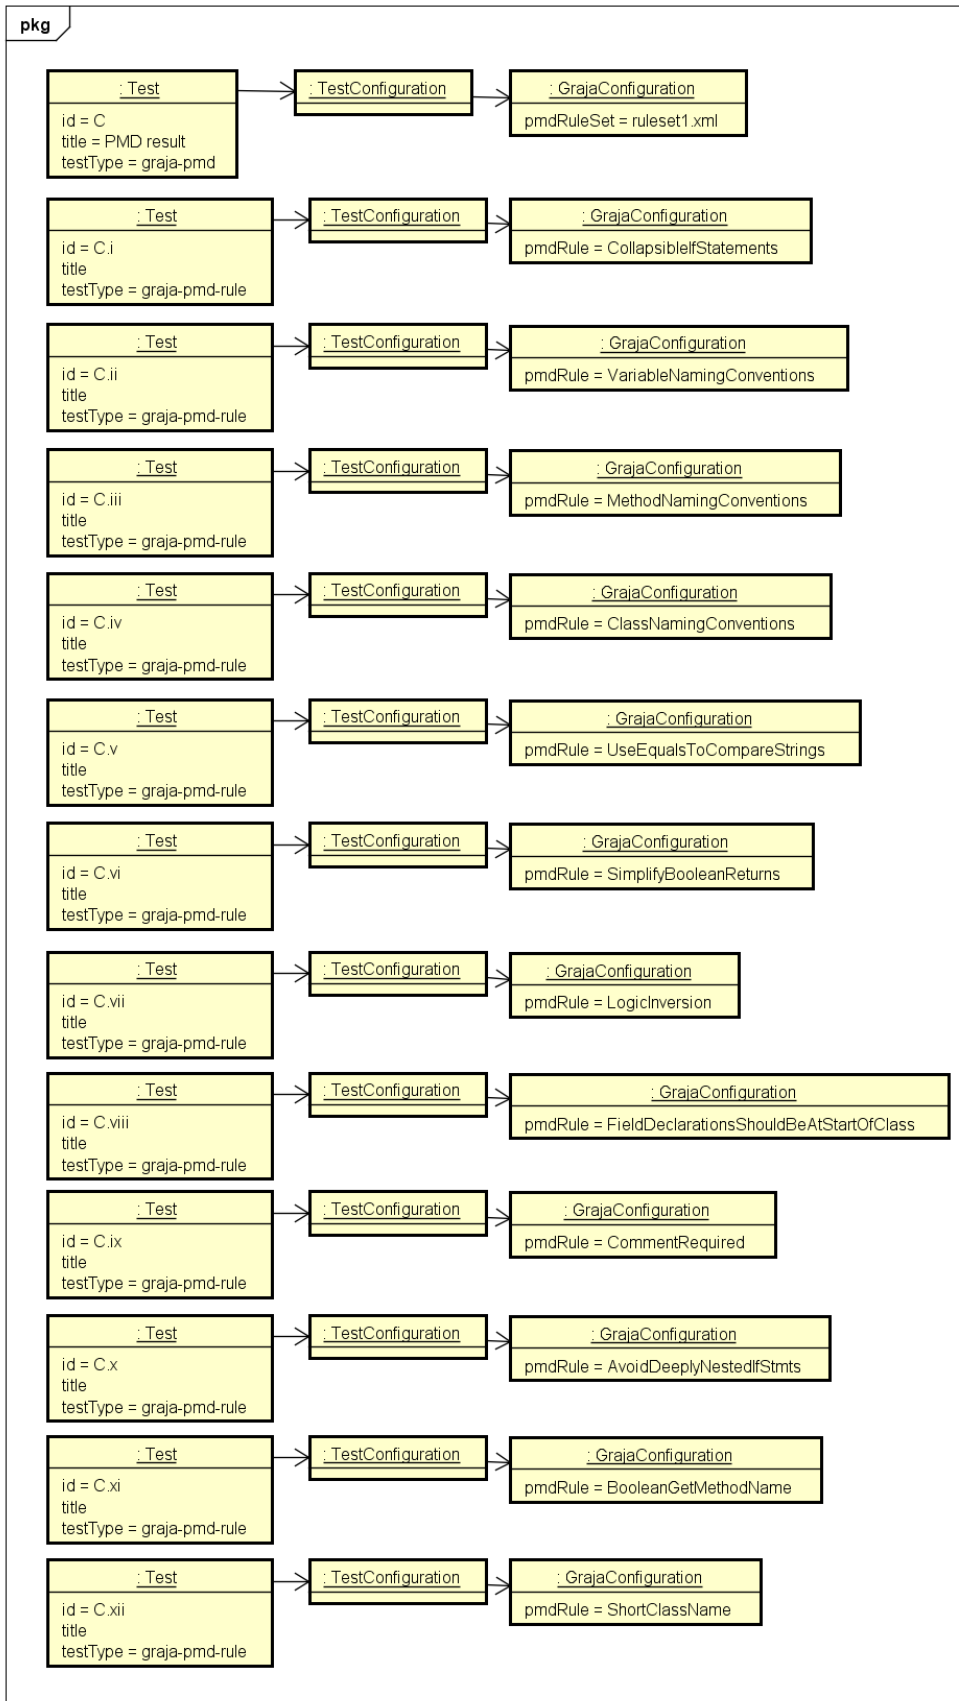 pkg
: Test
: TestConfiguration
: GrajaConfiguration
id = C
title = PMD result
testType = graja-pmd
pmdRuleSet = ruleset1.xml
: Test
: TestConfiguration
: GrajaConfiguration
id = C.i
title
testType = graja-pmd-rule
pmdRule = CollapsibleIfStatements
: Test
: TestConfiguration
: GrajaConfiguration
id = C.ii
title
testType = graja-pmd-rule
pmdRule = VariableNamingConventions
: Test
: TestConfiguration
: GrajaConfiguration
id = C.iii
title
testType = graja-pmd-rule
pmdRule = MethodNamingConventions
: Test
: TestConfiguration
: GrajaConfiguration
id = C.iv
title
testType = graja-pmd-rule
pmdRule = ClassNamingConventions
: Test
: TestConfiguration
: GrajaConfiguration
id = C.v
title
testType = graja-pmd-rule
pmdRule = UseEqualsToCompareStrings
: Test
: TestConfiguration
: GrajaConfiguration
id = C.vi
title
testType = graja-pmd-rule
pmdRule = SimplifyBooleanReturns
: Test
: TestConfiguration
: GrajaConfiguration
id = C.vii
title
testType = graja-pmd-rule
pmdRule = LogicInversion
: Test
: TestConfiguration
: GrajaConfiguration
id = C.viii
title
testType = graja-pmd-rule
pmdRule = FieldDeclarationsShouldBeAtStartOfClass
: Test
: TestConfiguration
: GrajaConfiguration
id = C.ix
title
testType = graja-pmd-rule
pmdRule = CommentRequired
: Test
: TestConfiguration
: GrajaConfiguration
id = C.x
title
testType = graja-pmd-rule
pmdRule = AvoidDeeplyNestedIfStmts
: Test
: TestConfiguration
: GrajaConfiguration
id = C.xi
title
testType = graja-pmd-rule
pmdRule = BooleanGetMethodName
: Test
: TestConfiguration
: GrajaConfiguration
id = C.xii
title
testType = graja-pmd-rule
pmdRule = ShortClassName